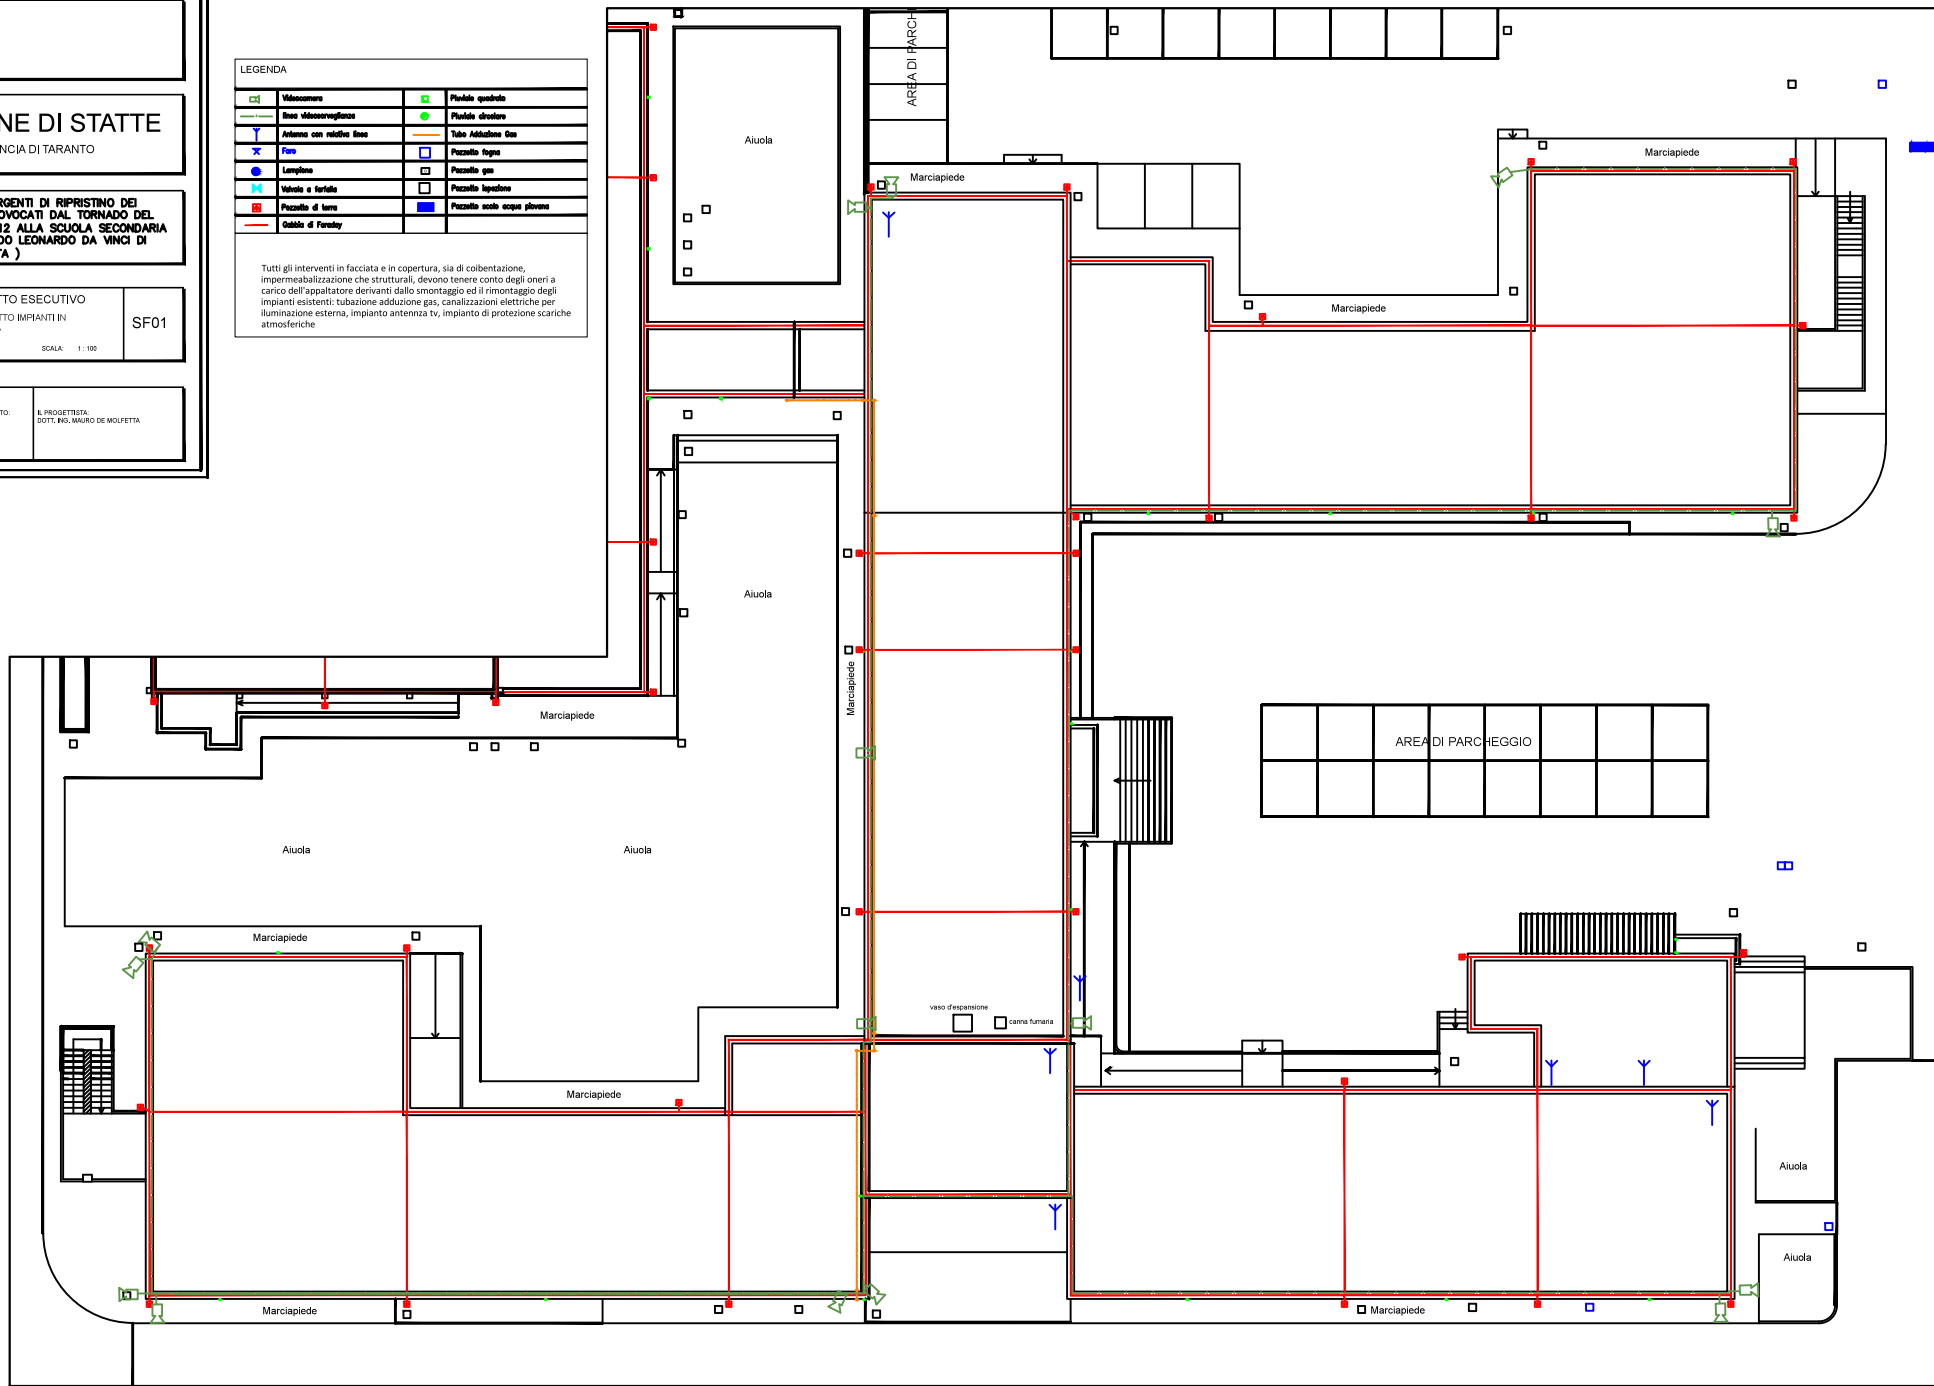 NE DI STATTE
NCIA DI TARANTO
RGENTI DI RIPRISTINO DEI
OVOCATI DAL TORNADO DEL
12 ALLA SCUOLA SECONDARIA
DO LEONARDO DA VINCI DI
TA )
TTO ESECUTIVO
TTO IMPIANTI IN
SCALA: 1 : 100
SF01
TO:
IL PROGETTISTA:
DOTT. ING. MAURO DE MOLFETTA
LEGENDA
Videocamera
linea videosorveglianza
Antenna con relativa linea
Faro
Lampione
Valvola a farfalla
Pozzetto di terra
Gabbia di Faraday
Pluviale quadrato
Pluviale circolare
Tubo Adduzione Gas
Pozzetto fogna
Pozzetto gas
Pozzetto ispezione
Pozzetto scolo acqua piovana
Tutti gli interventi in facciata e in copertura, sia di coibentazione,
impermeabalizzazione che strutturali, devono tenere conto degli oneri a
carico dell'appaltatore derivanti dallo smontaggio ed il rimontaggio degli
impianti esistenti: tubazione adduzione gas, canalizzazioni elettriche per
iluminazione esterna, impianto antennza tv, impianto di protezione scariche
atmosferiche
AREA DI PARCH
Aiuola
Marciapiede
Marciapiede
Marciapiede
Aiuola
Marciapiede
Marciapiede
AREA DI PARCHEGGIO
Aiuola
Aiuola
Marciapiede
vaso d'espansione
canna fumaria
Marciapiede
Aiuola
Aiuola
Marciapiede
Marciapiede